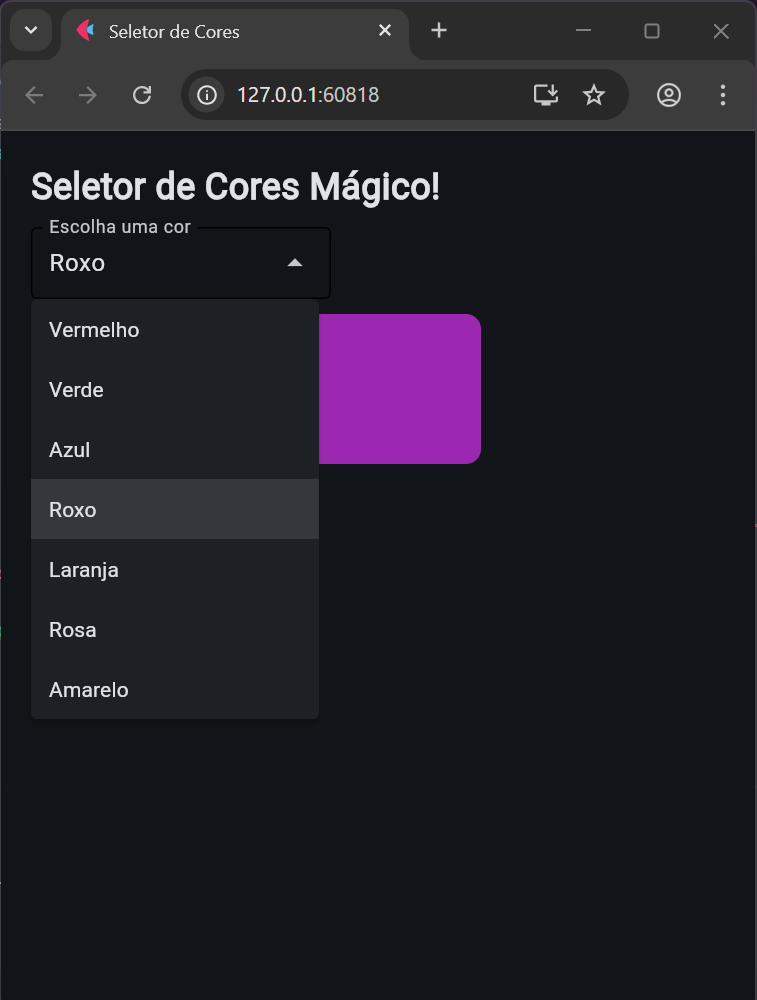 Seletor de Cores
127.0.0.1:60818
Seletor de Cores Mágico!
Escolha uma cor
Roxo
Vermelho
Verde
Azul
Roxo
Laranja
Rosa
Amarelo